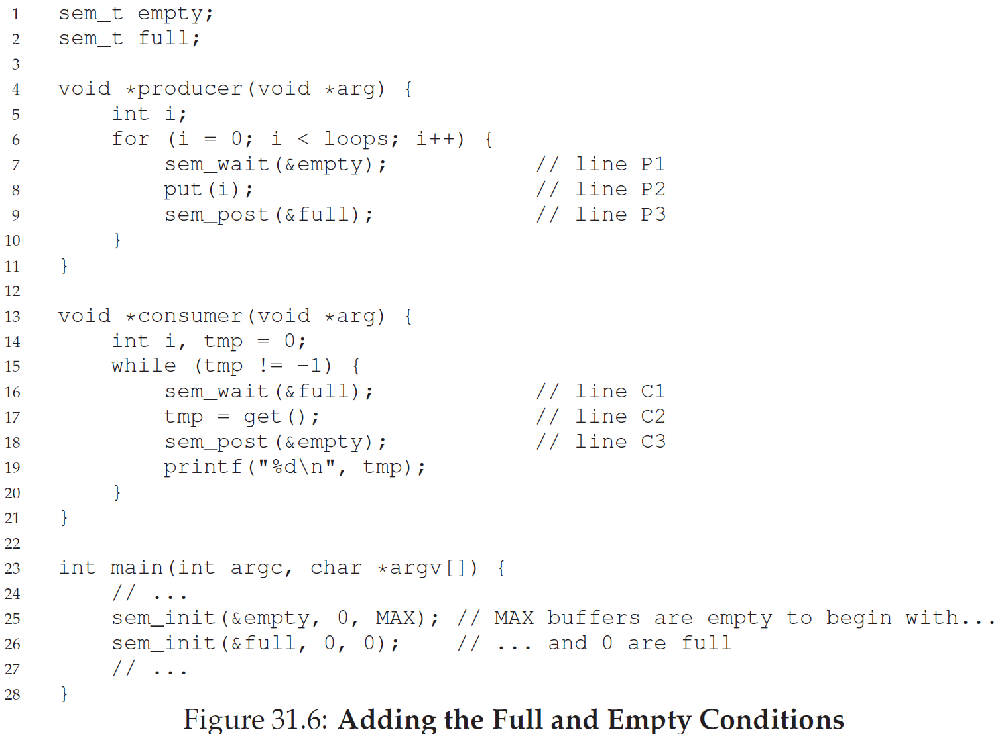 1 sem_t empty;
2 sem_t full;
3
4 void *producer(void *arg) {
5     int i;
6     for (i = 0; i < loops; i++) {
7         sem_wait(&empty);           // line P1
8         put(i);                     // line P2
9         sem_post(&full);            // line P3
10     }
11 }
12
13 void *consumer(void *arg) {
14     int i, tmp = 0;
15     while (tmp != -1) {
16         sem_wait(&full);            // line C1
17         tmp = get();                // line C2
18         sem_post(&empty);           // line C3
19         printf("%d\n", tmp);
20     }
21 }
22
23 int main(int argc, char *argv[]) {
24     // ...
25     sem_init(&empty, 0, MAX); // MAX buffers are empty to begin with...
26     sem_init(&full, 0, 0);    // ... and 0 are full
27     // ...
28 }
Figure 31.6: Adding the Full and Empty Conditions